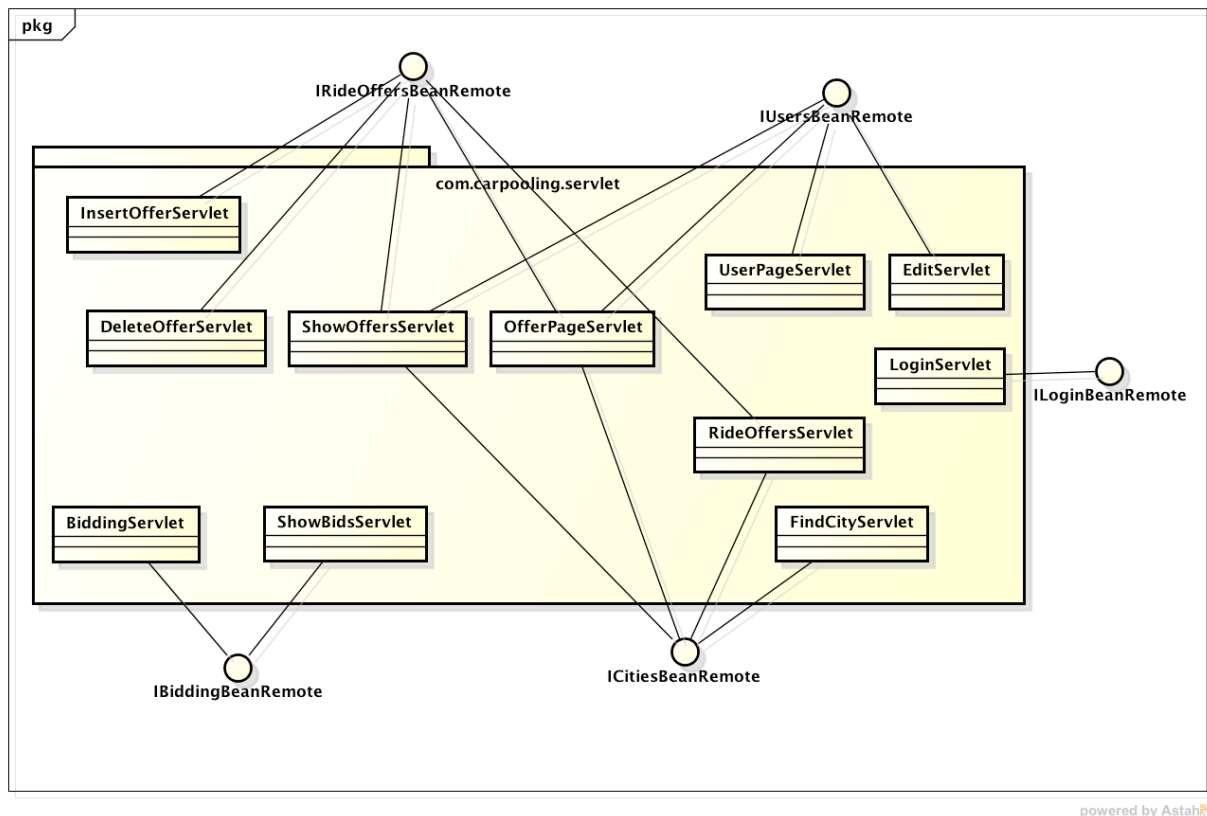 pkg
IRideOffersBeanRemote
IUsersBeanRemote
com.carpooling.servlet
InsertOfferServlet
UserPageServlet
EditServlet
DeleteOfferServlet
ShowOffersServlet
OfferPageServlet
LoginServlet
ILoginBeanRemote
RideOffersServlet
BiddingServlet
ShowBidsServlet
FindCityServlet
ICitiesBeanRemote
IBiddingBeanRemote
powered by Astah